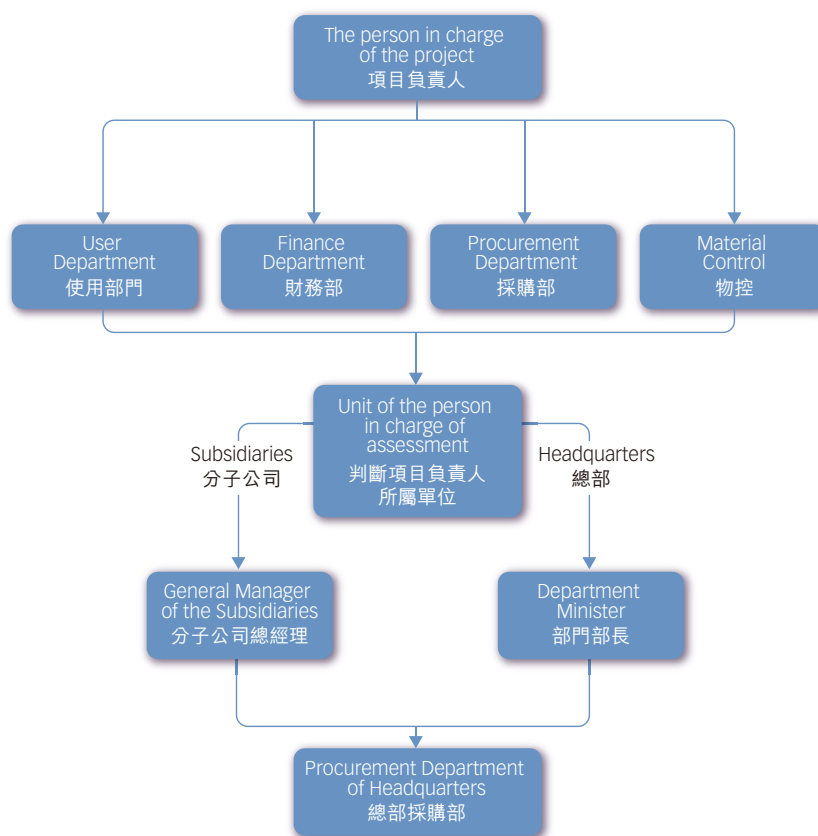 The person in charge
of the project
項目負責人
User
Department
使用部門
Finance
Department
財務部
Procurement
Department
採購部
Material
Control
物控
Unit of the person
in charge of
assessment
判斷項目負責人
所屬單位
Subsidiaries
分子公司
Headquarters
總部
General Manager
of the Subsidiaries
分子公司總經理
Department
Minister
部門部長
Procurement Department
of Headquarters
總部採購部